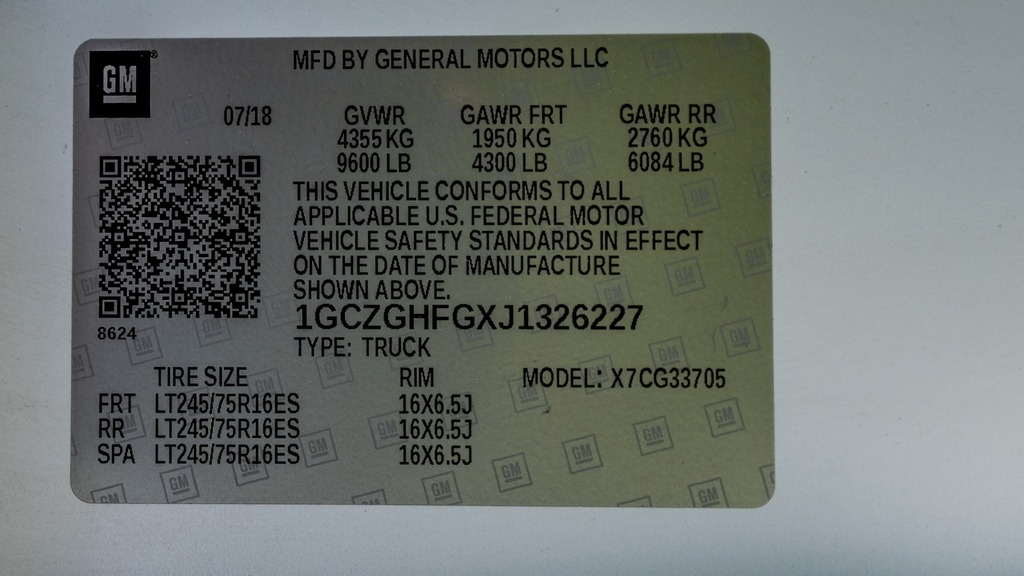 GM ®
MFD BY GENERAL MOTORS LLC
07/18 GVWR GAWR FRT GAWR RR
4355 KG 1950 KG 2760 KG
9600 LB 4300 LB 6084 LB
THIS VEHICLE CONFORMS TO ALL
APPLICABLE U.S. FEDERAL MOTOR
VEHICLE SAFETY STANDARDS IN EFFECT
ON THE DATE OF MANUFACTURE
SHOWN ABOVE.
1GCZGHFGXJ1326227
8624
TYPE: TRUCK
TIRE SIZE RIM MODEL: X7CG33705
FRT LT245/75R16ES 16X6.5J
RR LT245/75R16ES 16X6.5J
SPA LT245/75R16ES 16X6.5J